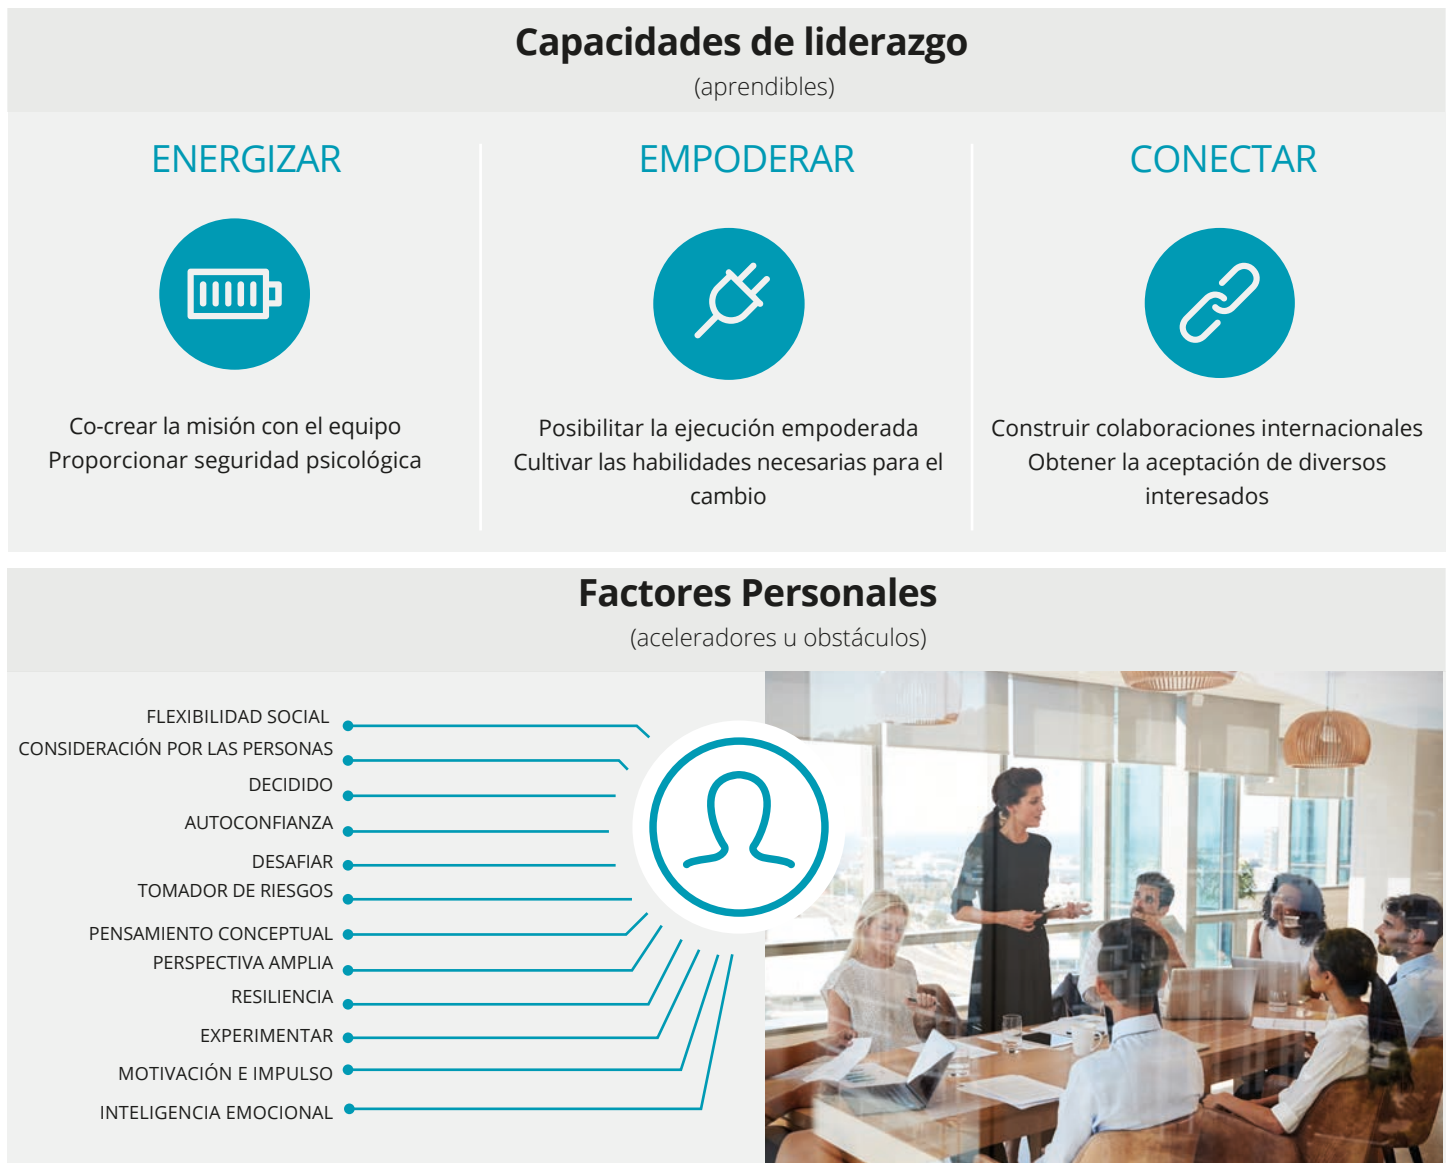 Capacidades de liderazgo
(aprendibles)
ENERGIZAR
Co-crear la misión con el equipo
Proporcionar seguridad psicológica
EMPODERAR
Posibilitar la ejecución empoderada
Cultivar las habilidades necesarias para el
cambio
CONECTAR
Construir colaboraciones internacionales
Obtener la aceptación de diversos
interesados
Factores Personales
(aceleradores u obstáculos)
FLEXIBILIDAD SOCIAL
CONSIDERACIÓN POR LAS PERSONAS
DECIDIDO
AUTOCONFIANZA
DESAFIAR
TOMADOR DE RIESGOS
PENSAMIENTO CONCEPTUAL
PERSPECTIVA AMPLIA
RESILIENCIA
EXPERIMENTAR
MOTIVACIÓN E IMPULSO
INTELIGENCIA EMOCIONAL